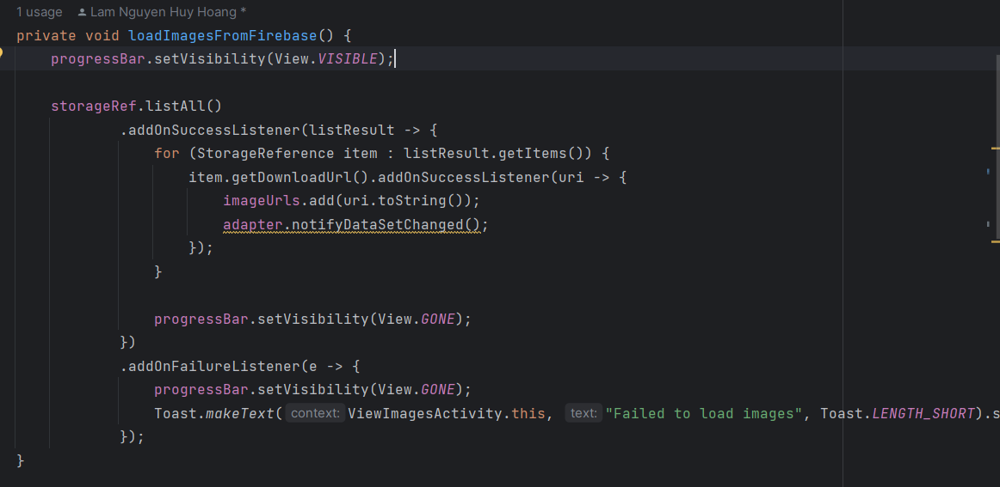 1 usage Lam Nguyen Huy Hoang *
private void loadImagesFromFirebase() {
progressBar.setVisibility(View.VISIBLE);
storageRef.listAll()
.addOnSuccessListener(listResult -> {
for (StorageReference item : listResult.getItems()) {
item.getDownloadUrl().addOnSuccessListener(uri -> {
imageUrls.add(uri.toString());
adapter.notifyDataSetChanged();
});
}
progressBar.setVisibility(View.GONE);
})
.addOnFailureListener(e -> {
progressBar.setVisibility(View.GONE);
Toast.makeText( context: ViewImagesActivity.this, text: "Failed to load images", Toast.LENGTH_SHORT).s
});
}